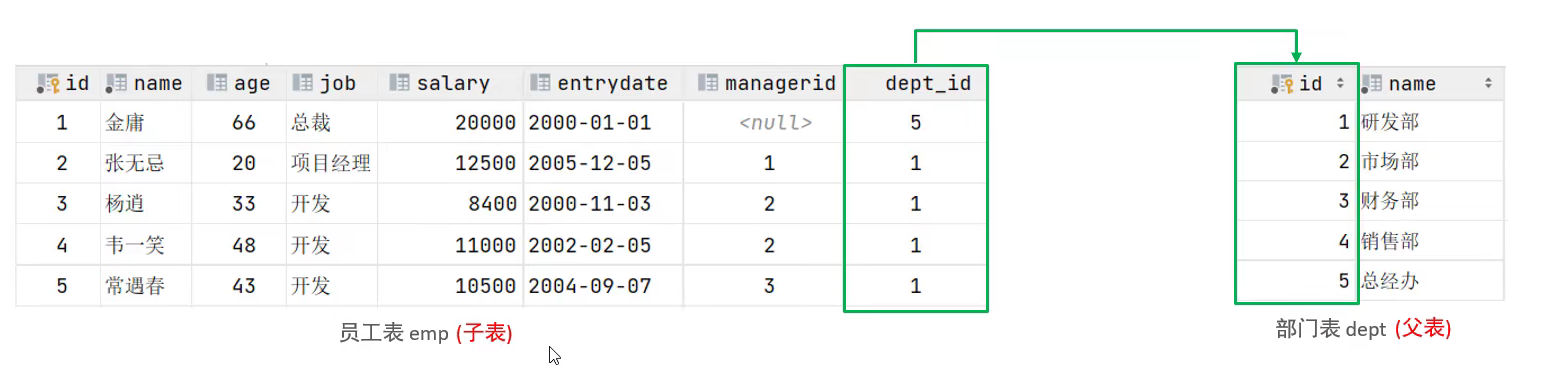 id name age job salary entrydate managerid dept_id
1 金庸 66 总裁 20000 2000-01-01 <null> 5
2 张无忌 20 项目经理 12500 2005-12-05 1 1
3 杨逍 33 开发 8400 2000-11-03 2 1
4 韦一笑 48 开发 11000 2002-02-05 2 1
5 常遇春 43 开发 10500 2004-09-07 3 1
员工表 emp (子表)
id name
1 研发部
2 市场部
3 财务部
4 销售部
5 总经办
部门表 dept (父表)